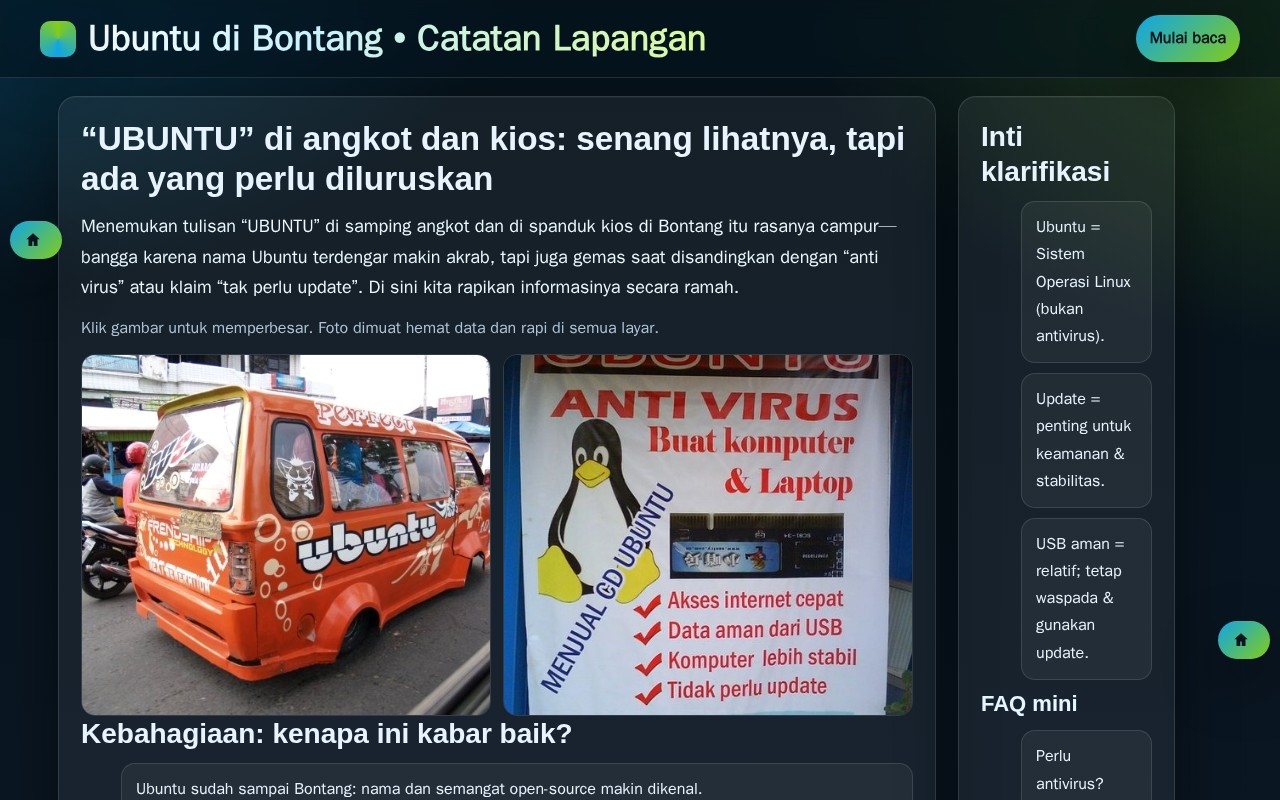 Ubuntu di Bontang • Catatan Lapangan
Mulai baca
“UBUNTU” di angkot dan kios: senang lihatnya, tapi
ada yang perlu diluruskan
Menemukan tulisan “UBUNTU” di samping angkot dan di spanduk kios di Bontang itu rasanya campur—
bangga karena nama Ubuntu terdengar makin akrab, tapi juga gemas saat disandingkan dengan “anti
virus” atau klaim “tak perlu update”. Di sini kita rapikan informasinya secara ramah.
Klik gambar untuk memperbesar. Foto dimuat hemat data dan rapi di semua layar.
PERFECT
FRIENDSHIP
ubuntu
UBUNTU
ANTI VIRUS
Buat komputer
& Laptop
MENJUAL CD UBUNTU
Akses internet cepat
Data aman dari USB
Komputer lebih stabil
Tidak perlu update
Kebahagiaan: kenapa ini kabar baik?
Ubuntu sudah sampai Bontang: nama dan semangat open-source makin dikenal.
Inti
klarifikasi
Ubuntu =
Sistem
Operasi Linux
(bukan
antivirus).
Update =
penting untuk
keamanan &
stabilitas.
USB aman =
relatif; tetap
waspada &
gunakan
update.
FAQ mini
Perlu
antivirus?